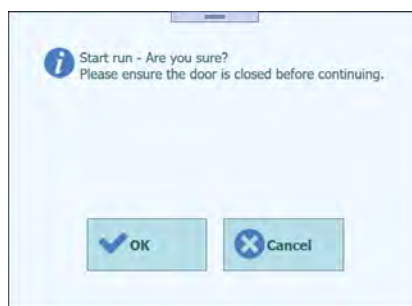 Start run - Are you sure?
Please ensure the door is closed before continuing.
OK
Cancel